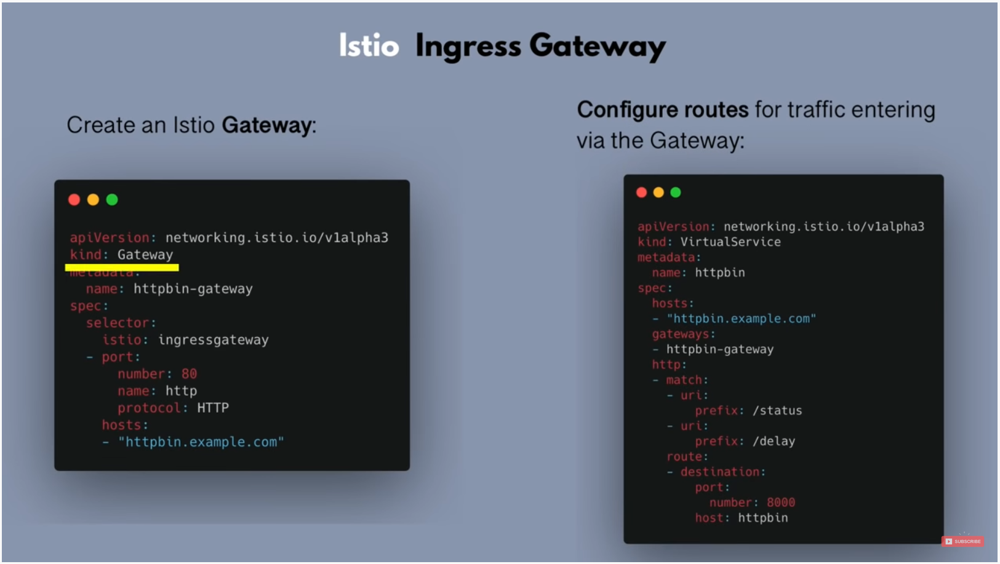 Istio Ingress Gateway
Create an Istio Gateway:
apiVersion: networking.istio.io/v1alpha3
kind: Gateway
metadata:
  name: httpbin-gateway
spec:
  selector:
    istio: ingressgateway
  - port:
      number: 80
      name: http
      protocol: HTTP
    hosts:
    - "httpbin.example.com"
Configure routes for traffic entering
via the Gateway:
apiVersion: networking.istio.io/v1alpha3
kind: VirtualService
metadata:
  name: httpbin
spec:
  hosts:
  - "httpbin.example.com"
  gateways:
  - httpbin-gateway
  http:
  - match:
    - uri:
        prefix: /status
    - uri:
        prefix: /delay
    route:
    - destination:
        port:
          number: 8000
        host: httpbin
SUBSCRIBE